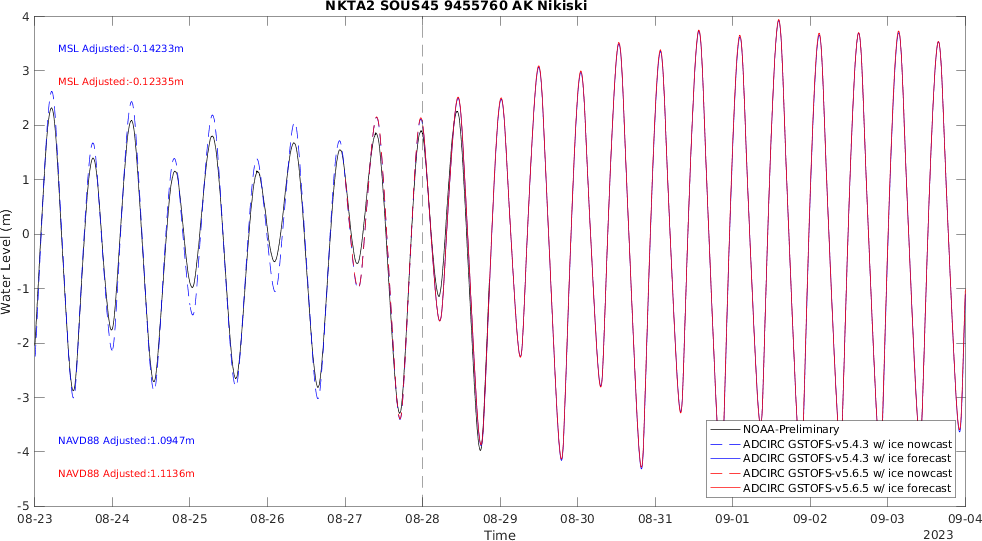 NKTA2 SOUS45 9455760 AK Nikiski
MSL Adjusted:-0.14233m
MSL Adjusted:-0.12335m
NAVD88 Adjusted:1.0947m
NAVD88 Adjusted:1.1136m
Water Level (m)
4
3
2
1
0
-1
-2
-3
-4
-5
NOAA-Preliminary
ADCIRC GSTOFS-v5.4.3 w/ ice nowcast
ADCIRC GSTOFS-v5.4.3 w/ ice forecast
ADCIRC GSTOFS-v5.6.5 w/ ice nowcast
ADCIRC GSTOFS-v5.6.5 w/ ice forecast
08-23 08-24 08-25 08-26 08-27 08-28 08-29 08-30 08-31 09-01 09-02 09-03 09-04
Time
2023